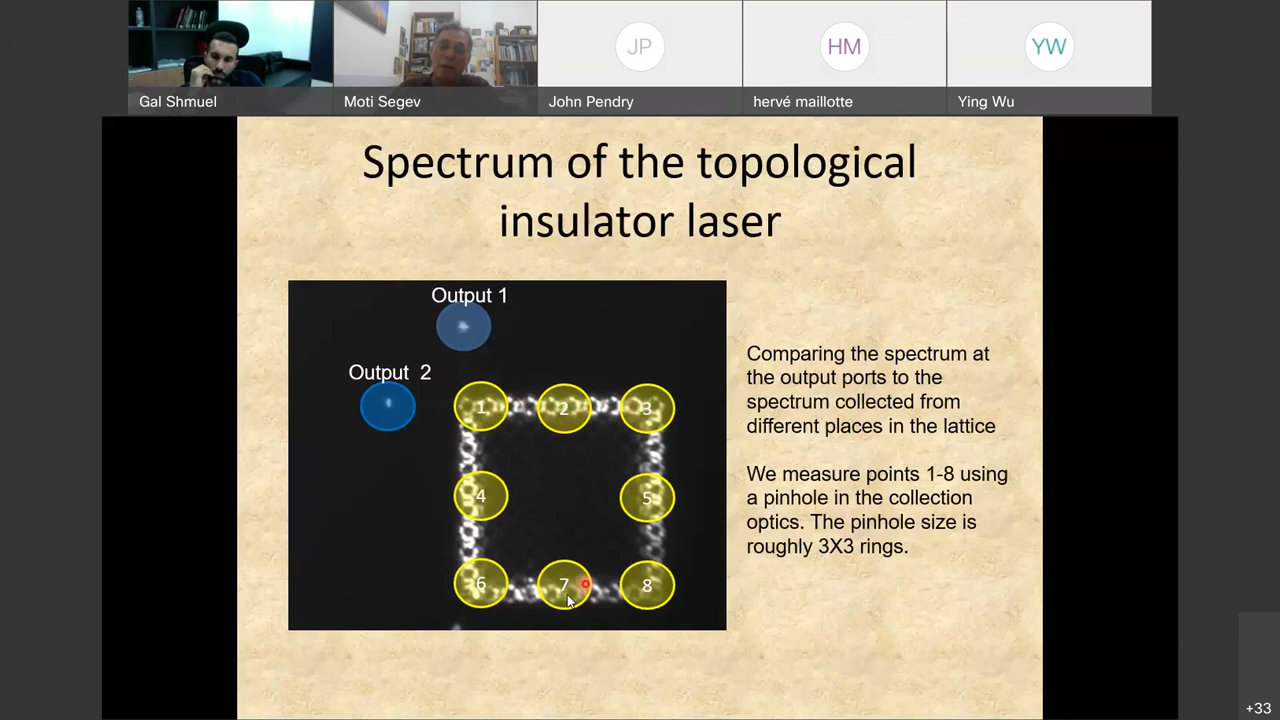 JP
HM
YW
Gal Shmuel
Moti Segev
John Pendry
hervé maillotte
Ying Wu
Spectrum of the topological
insulator laser
Output 1
Output 2
1
2
3
4
5
6
7
8
Comparing the spectrum at
the output ports to the
spectrum collected from
different places in the lattice
We measure points 1-8 using
a pinhole in the collection
optics. The pinhole size is
roughly 3X3 rings.
+33